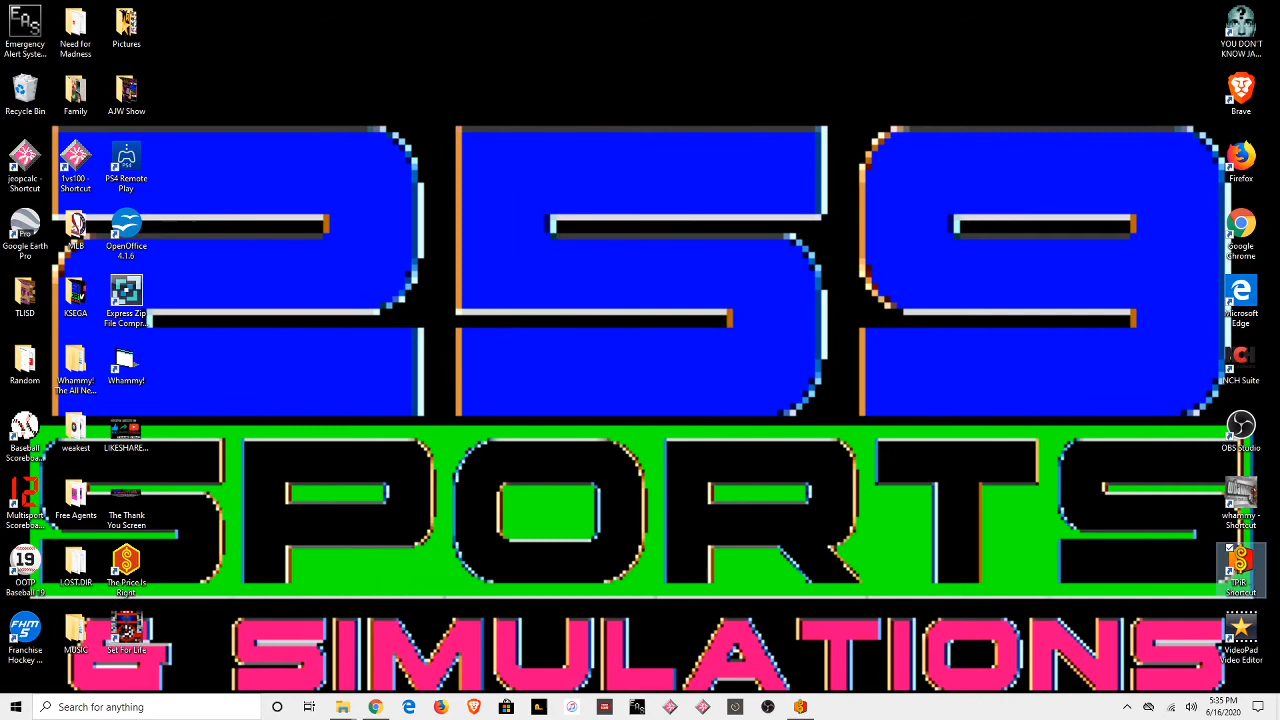 Emergency
Alert Syste...
Need for
Madness
Pictures
YOU DON'T
KNOW JA...
Recycle Bin
Family
AJW Show
Brave
jeopcalc -
Shortcut
1vs100 -
Shortcut
PS4 Remote
Play
Firefox
Google Earth
Pro
MLB
OpenOffice
4.1.6
Google
Chrome
TLISD
KSEGA
Express Zip
File Compr...
Microsoft
Edge
Random
Whammy!
The All Ne...
Whammy!
NCH Suite
Baseball
Scoreboa...
weakest
LIKESHARE...
OBS Studio
Multisport
Scoreboa...
Free Agents
The Thank
You Screen
whammy -
Shortcut
OOTP
Baseball 19
LOST.DIR
The Price Is
Right
TPIR -
Shortcut
Franchise
Hockey ...
MUSIC
Set For Life
VideoPad
Video Editor
EAS
12
19
FHM
5
259
SPORTS
& SIMULATIONS
Search for anything
5:35 PM
6/16/2020